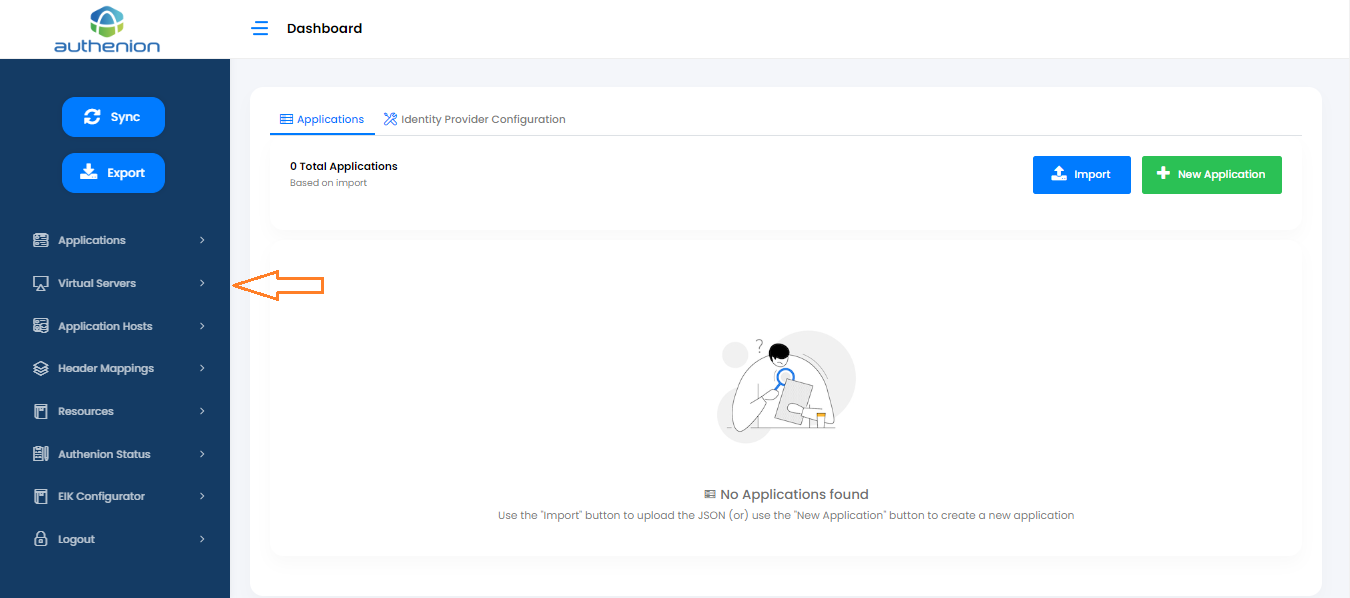 authenion
Dashboard
Sync
Export
Applications
Virtual Servers
Application Hosts
Header Mappings
Resources
Authenion Status
EIK Configurator
Logout
Applications
Identity Provider Configuration
0 Total Applications
Based on import
Import
New Application
?
No Applications found
Use the "Import" button to upload the JSON (or) use the "New Application" button to create a new application